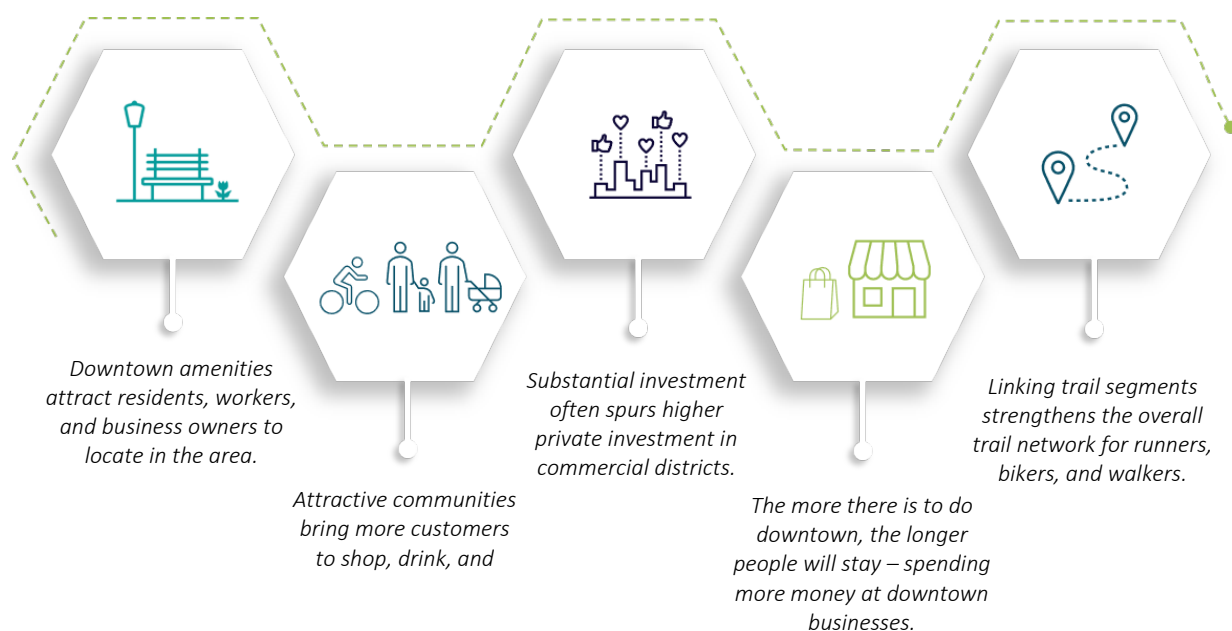 Downtown amenities
attract residents, workers,
and business owners to
locate in the area.
Attractive communities
bring more customers
to shop, drink, and
Substantial investment
often spurs higher
private investment in
commercial districts.
The more there is to do
downtown, the longer
people will stay – spending
more money at downtown
businesses.
Linking trail segments
strengthens the overall
trail network for runners,
bikers, and walkers.